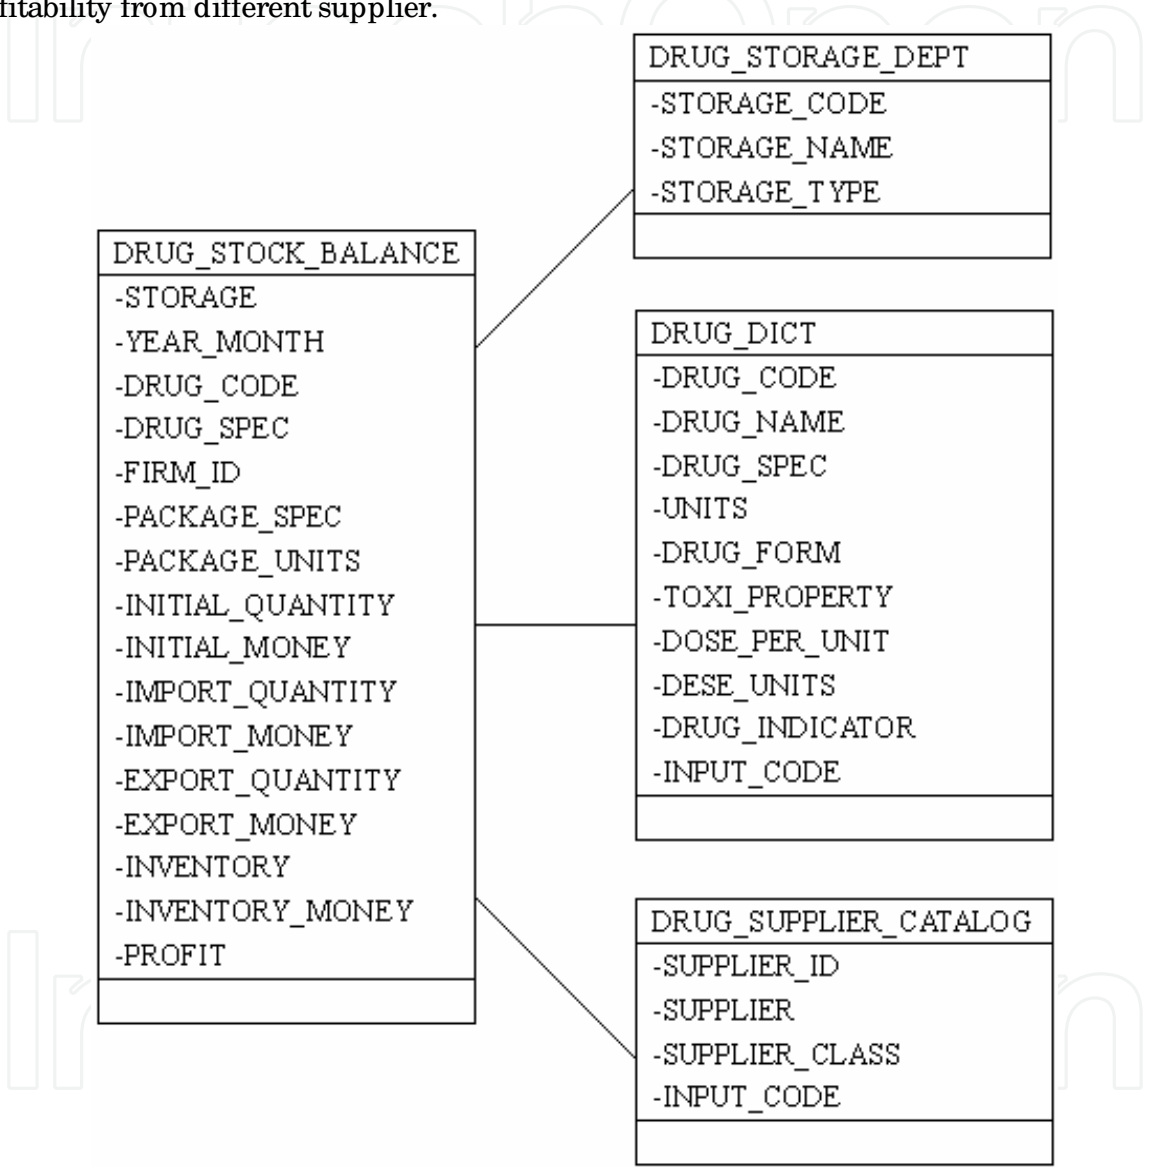 fitability from different supplier.
DRUG_STORAGE_DEPT
-STORAGE_CODE
-STORAGE_NAME
-STORAGE_TYPE
DRUG_STOCK_BALANCE
-STORAGE
-YEAR_MONTH
-DRUG_CODE
-DRUG_SPEC
-FIRM_ID
-PACKAGE_SPEC
-PACKAGE_UNITS
-INITIAL_QUANTITY
-INITIAL_MONEY
-IMPORT_QUANTITY
-IMPORT_MONEY
-EXPORT_QUANTITY
-EXPORT_MONEY
-INVENTORY
-INVENTORY_MONEY
-PROFIT
DRUG_DICT
-DRUG_CODE
-DRUG_NAME
-DRUG_SPEC
-UNITS
-DRUG_FORM
-TOXI_PROPERTY
-DOSE_PER_UNIT
-DESE_UNITS
-DRUG_INDICATOR
-INPUT_CODE
DRUG_SUPPLIER_CATALOG
-SUPPLIER_ID
-SUPPLIER
-SUPPLIER_CLASS
-INPUT_CODE